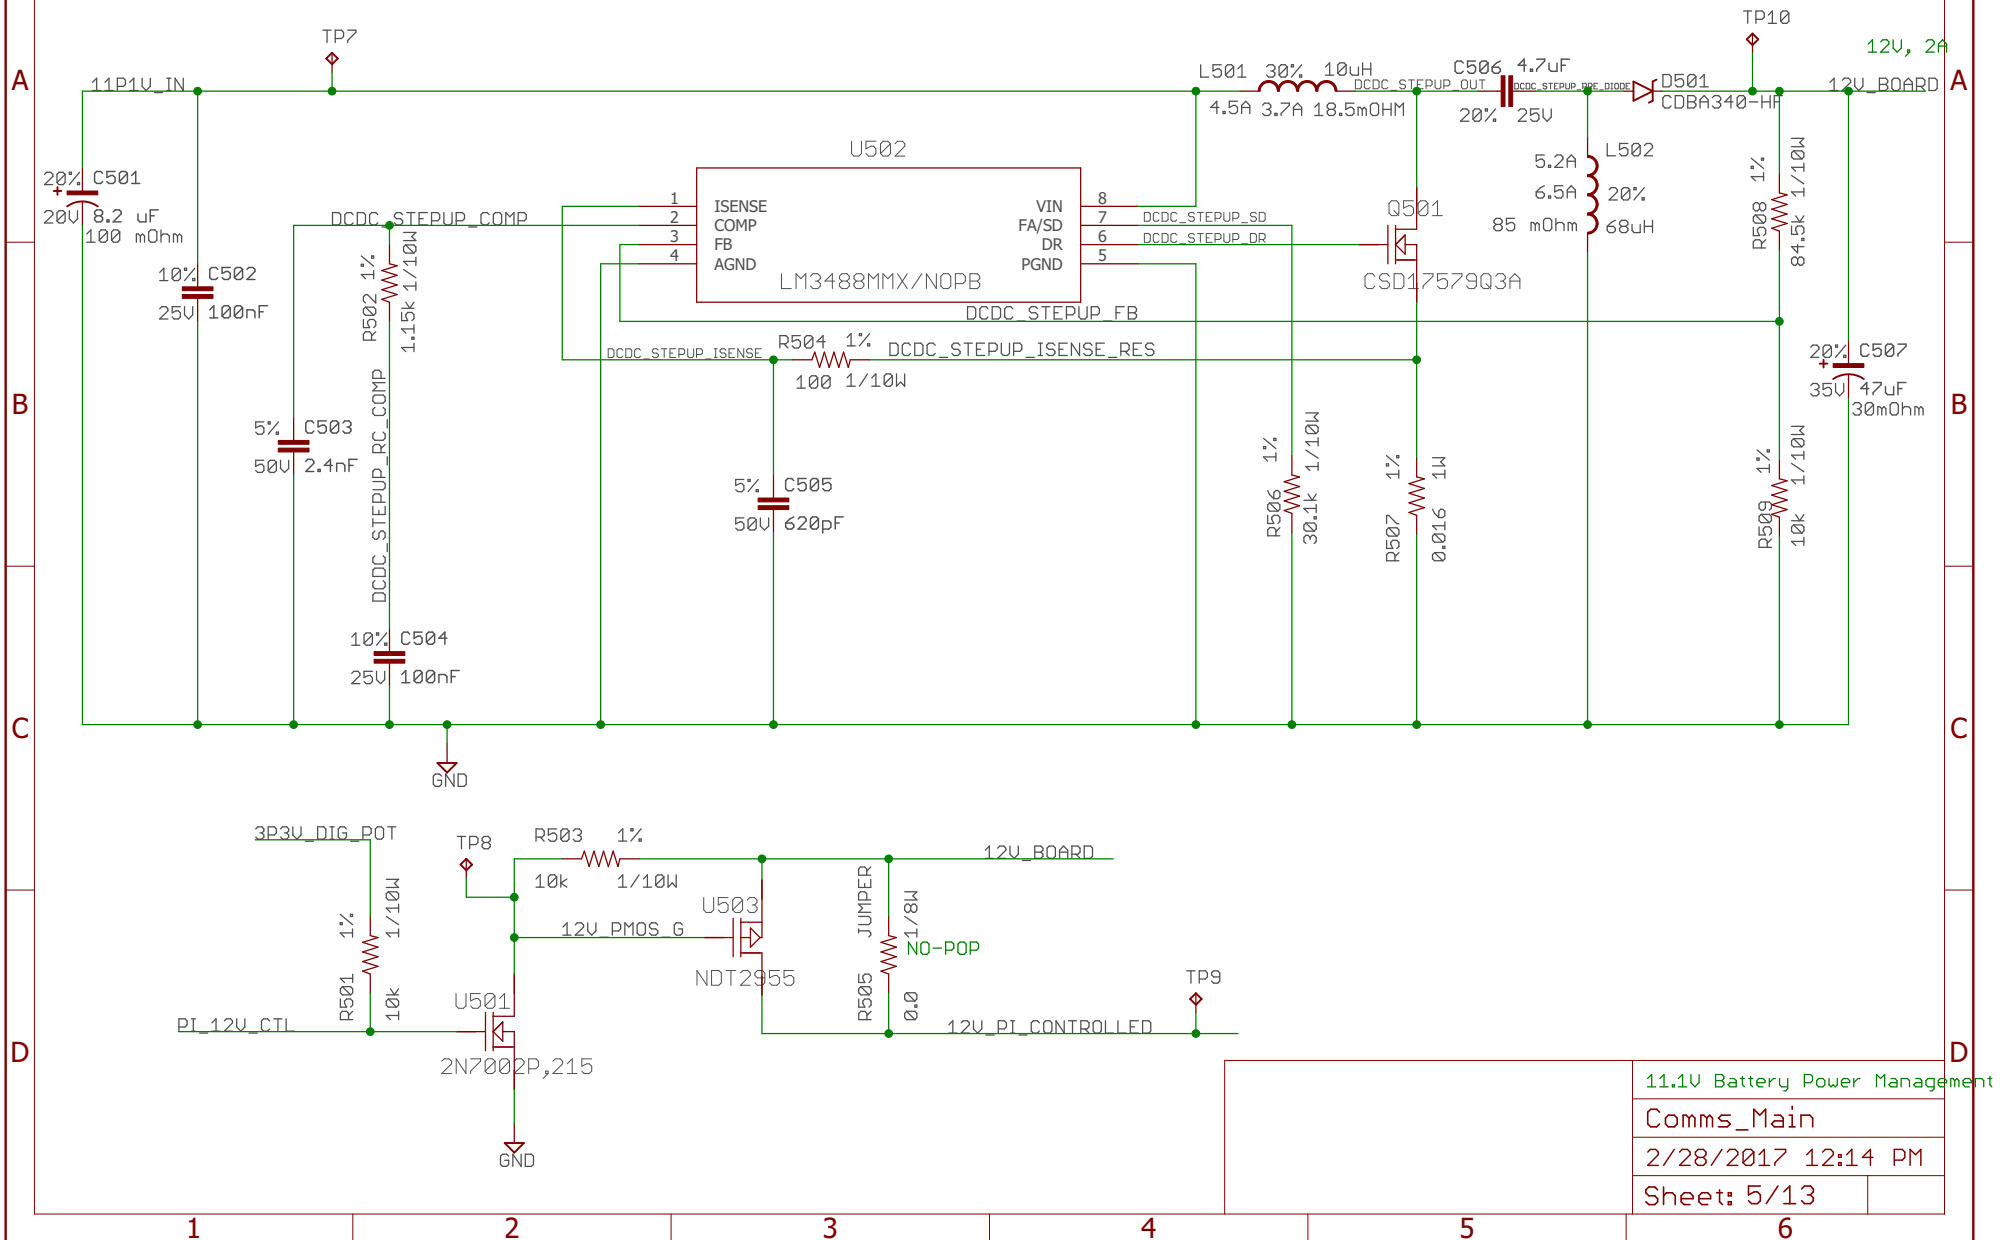 TP7
TP10
12V, 2A
A
A
11P1V_IN
L501 30% 10uH
DCDC_STEPUP_OUT
C506 4.7uF
DCDC_STEPUP_PRE_DIODE
D501
12V_BOARD
4.5A 3.7A 18.5mOHM
20% 25V
CDBA340-HF
U502
20% C501
20V 8.2 uF
100 mOhm
DCDC_STEPUP_COMP
1 ISENSE
2 COMP
3 FB
4 AGND
VIN 8
FA/SD 7
DR 6
PGND 5
LM3488MMX/NOPB
DCDC_STEPUP_SD
DCDC_STEPUP_DR
Q501
CSD17579Q3A
5.2A L502
6.5A 20%
85 mOhm 68uH
R508 1%
84.5k 1/10W
10% C502
25V 100nF
R502 1%
1.15k 1/10W
DCDC_STEPUP_FB
DCDC_STEPUP_ISENSE
R504 1%
100 1/10W
DCDC_STEPUP_ISENSE_RES
20% C507
35V 47uF
30mOhm
B
B
5% C503
50V 2.4nF
DCDC_STEPUP_RC_COMP
5% C505
50V 620pF
R506 1%
30.1k 1/10W
R507 1%
0.016 1W
R509 1%
10k 1/10W
10% C504
25V 100nF
C
C
GND
3P3V_DIG_POT
TP8
R503 1%
10k 1/10W
12V_BOARD
R501 1%
10k 1/10W
U503
12V_PMOS_G
NDT2955
R505 JUMPER
0.0 1/8W
NO-POP
TP9
PI_12V_CTL
U501
2N7002P,215
12V_PI_CONTROLLED
D
D
GND
11.1V Battery Power Management
Comms_Main
2/28/2017 12:14 PM
Sheet: 5/13
1 2 3 4 5 6